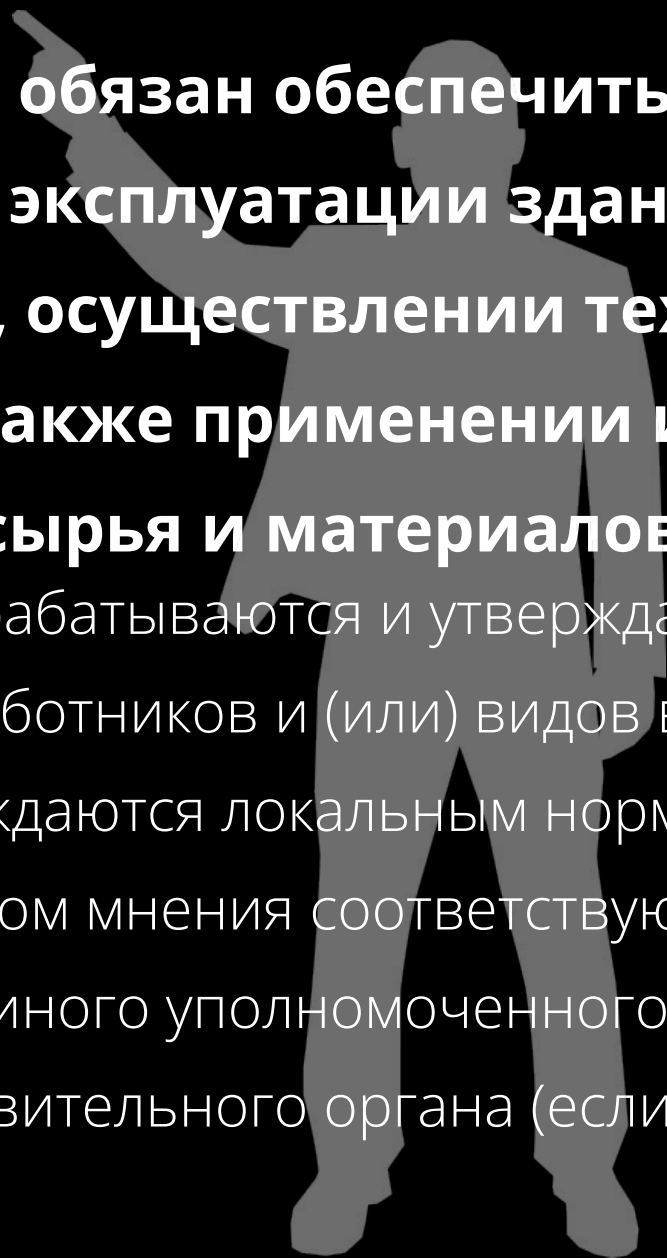 обязан обеспечить
эксплуатации здан
, осуществлении тех
акже применении и
сырья и материалов
рабатываются и утвержда
ботников и (или) видов в
ждаются локальным норм
ом мнения соответствую
иного уполномоченного
вительного органа (если